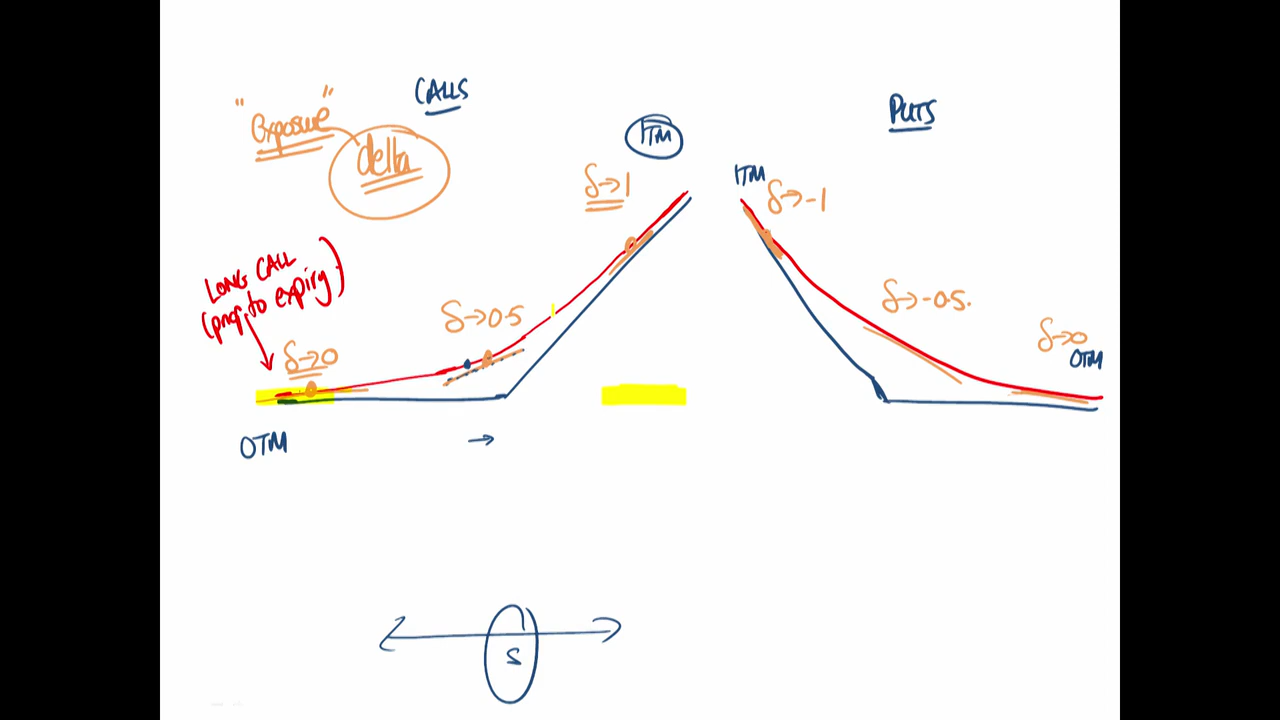 CALLS
"Exposure"
delta
ITM
δ→1
LONG CALL
(prior to expiry)
δ→0.5
δ→0
OTM
→
PUTS
ITM
δ→-1
δ→-0.5.
δ→0
OTM
S